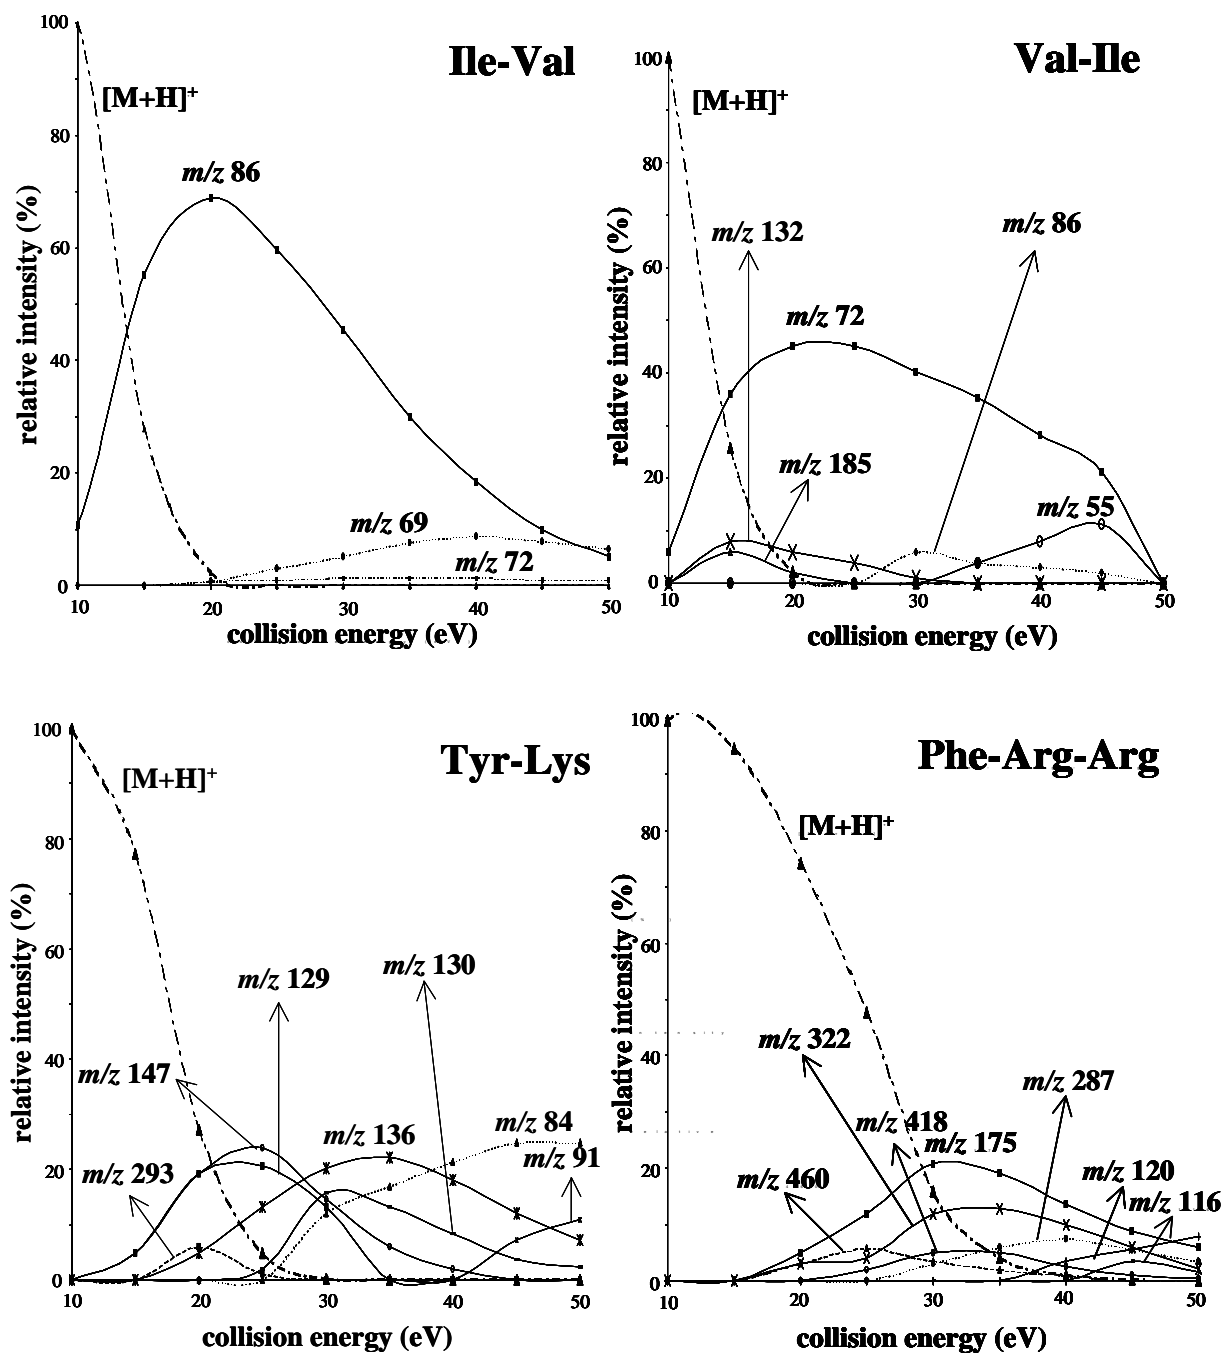 Ile-Val
[M+H]+
m/z 86
m/z 69
m/z 72
relative intensity (%)
100
80
60
40
20
0
10
20
30
40
50
collision energy (eV)
Val-Ile
[M+H]+
m/z 132
m/z 86
m/z 72
m/z 185
m/z 55
relative intensity (%)
100
80
60
40
20
0
10
20
30
40
50
collision energy (eV)
Tyr-Lys
[M+H]+
m/z 129
m/z 130
m/z 147
m/z 136
m/z 84
m/z 91
m/z 293
relative intensity (%)
100
80
60
40
20
0
10
20
30
40
50
collision energy (eV)
Phe-Arg-Arg
[M+H]+
m/z 322
m/z 287
m/z 418
m/z 175
m/z 460
m/z 120
m/z 116
relative intensity (%)
100
80
60
40
20
0
10
20
30
40
50
collision energy (eV)